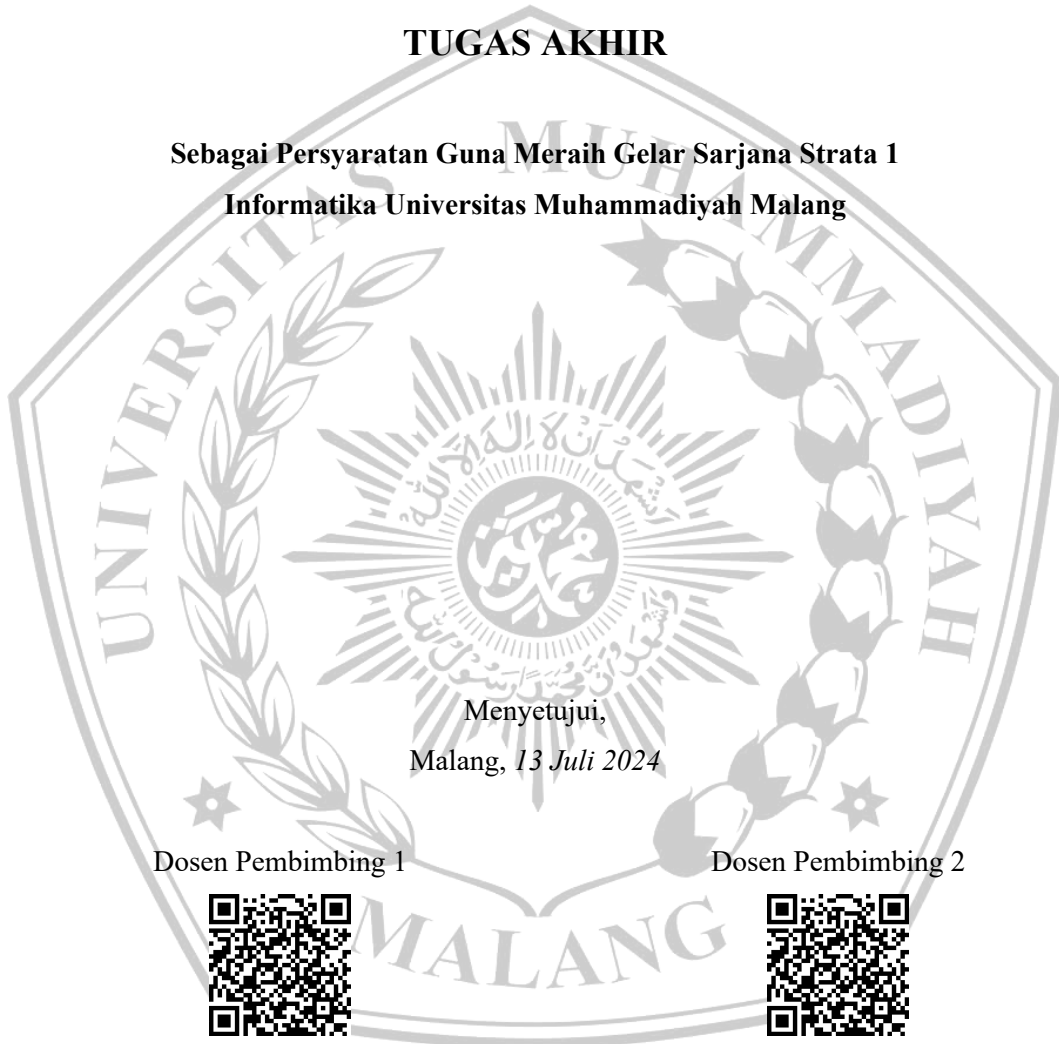 TUGAS AKHIR
Sebagai Persyaratan Guna Meraih Gelar Sarjana Strata 1
Informatika Universitas Muhammadiyah Malang
UNIVERSITAS MUHAMMADIYAH
Menyetujui,
Malang, 13 Juli 2024
Dosen Pembimbing 1 Dosen Pembimbing 2
MALANG